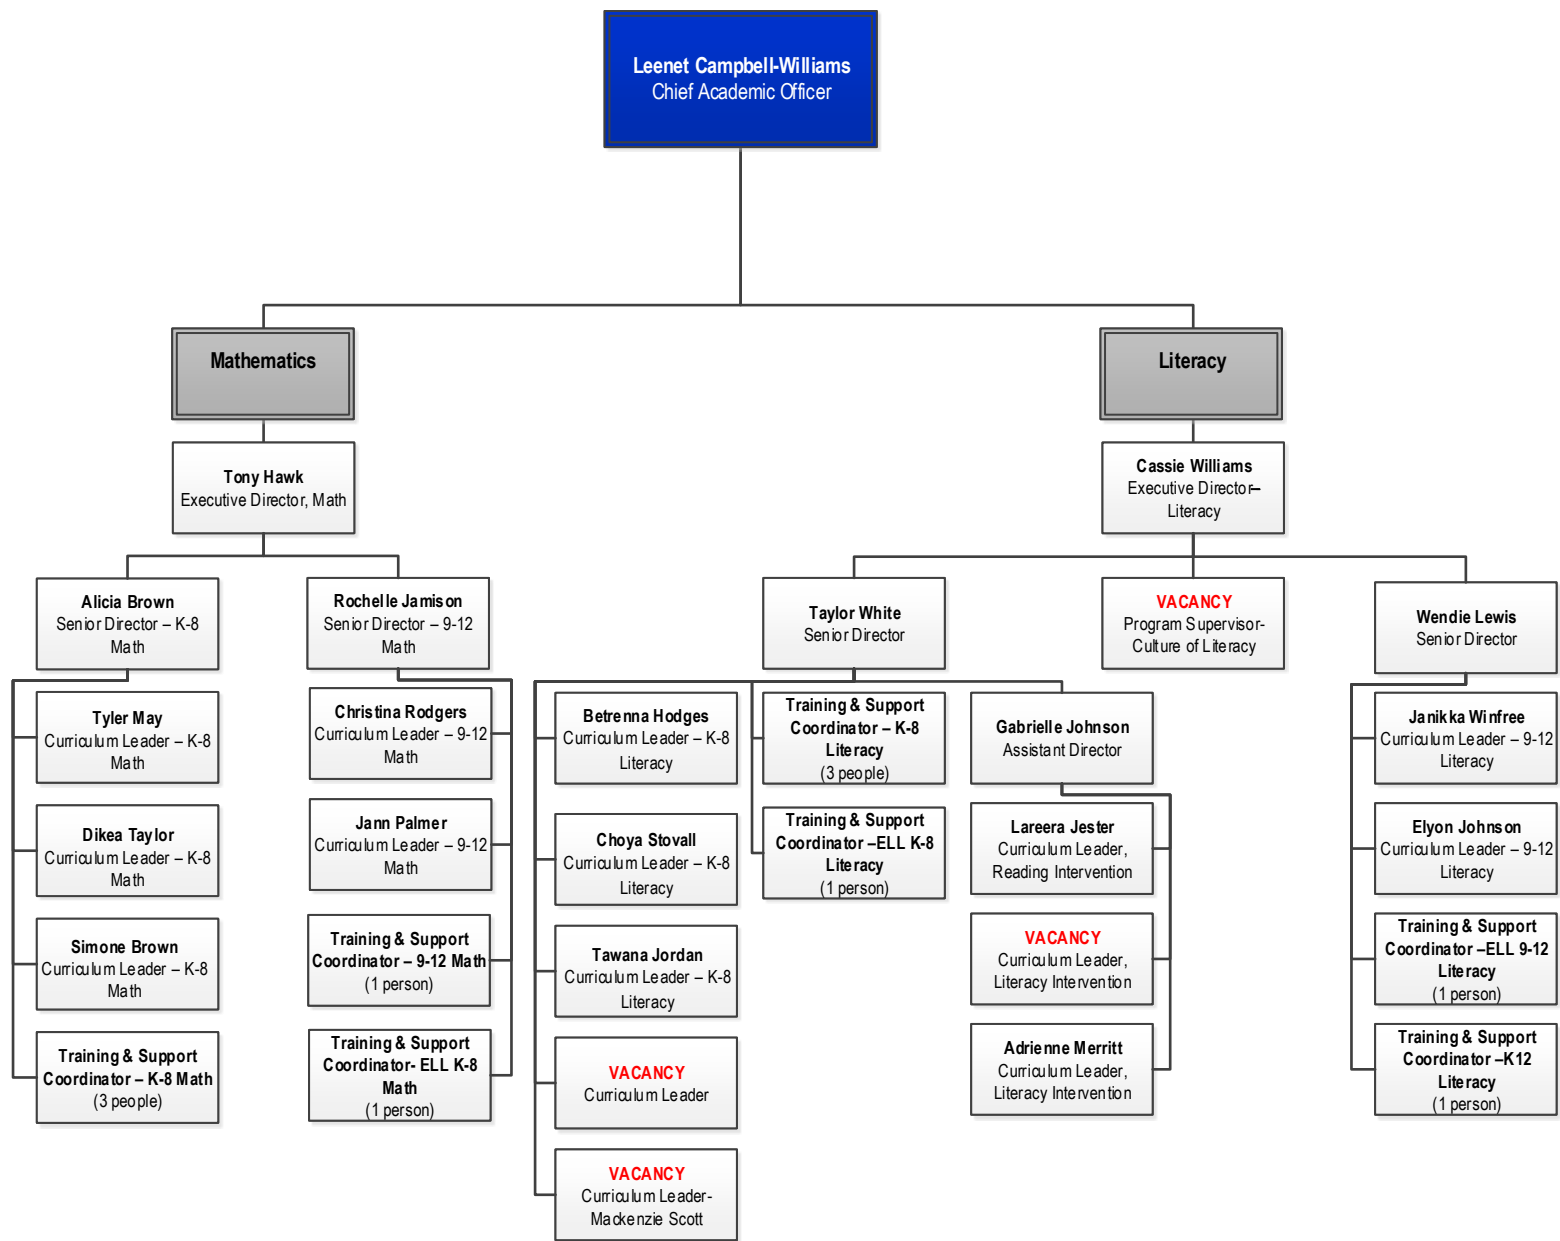 Leenet Campbell-Williams
Chief Academic Officer
Mathematics
Literacy
Tony Hawk
Executive Director, Math
Cassie Williams
Executive Director–
Literacy
Alicia Brown
Senior Director – K-8
Math
Rochelle Jamison
Senior Director – 9-12
Math
Taylor White
Senior Director
VACANCY
Program Supervisor-
Culture of Literacy
Wendie Lewis
Senior Director
Tyler May
Curriculum Leader – K-8
Math
Dikea Taylor
Curriculum Leader – K-8
Math
Simone Brown
Curriculum Leader – K-8
Math
Training & Support
Coordinator – K-8 Math
(3 people)
Christina Rodgers
Curriculum Leader – 9-12
Math
Jann Palmer
Curriculum Leader – 9-12
Math
Training & Support
Coordinator – 9-12 Math
(1 person)
Training & Support
Coordinator- ELL K-8
Math
(1 person)
Betrenna Hodges
Curriculum Leader – K-8
Literacy
Choya Stovall
Curriculum Leader – K-8
Literacy
Tawana Jordan
Curriculum Leader – K-8
Literacy
VACANCY
Curriculum Leader
VACANCY
Curriculum Leader-
Mackenzie Scott
Training & Support
Coordinator – K-8
Literacy
(3 people)
Training & Support
Coordinator –ELL K-8
Literacy
(1 person)
Gabrielle Johnson
Assistant Director
Lareera Jester
Curriculum Leader,
Reading Intervention
VACANCY
Curriculum Leader,
Literacy Intervention
Adrienne Merritt
Curriculum Leader,
Literacy Intervention
Janikka Winfree
Curriculum Leader – 9-12
Literacy
Elyon Johnson
Curriculum Leader – 9-12
Literacy
Training & Support
Coordinator –ELL 9-12
Literacy
(1 person)
Training & Support
Coordinator –K12
Literacy
(1 person)